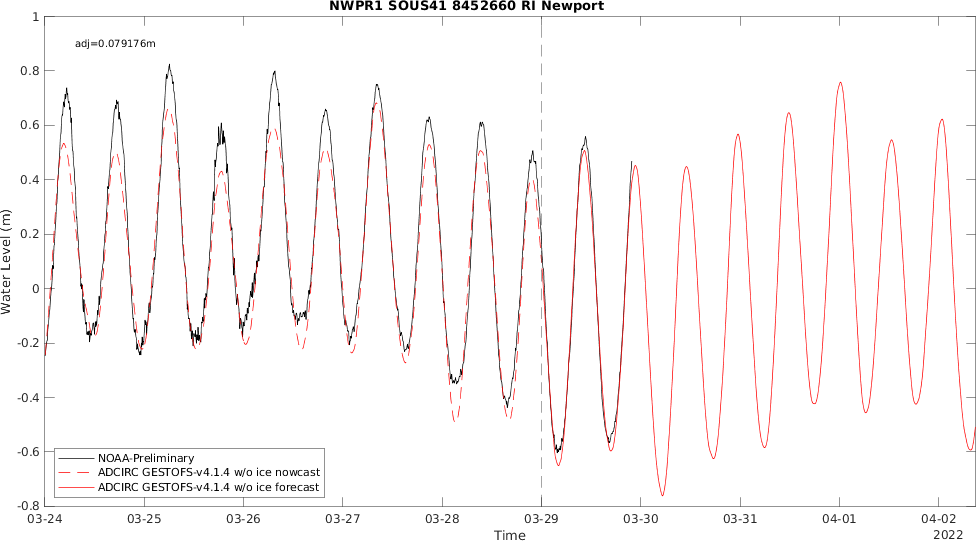 NWPR1 SOUS41 8452660 RI Newport
adj=0.079176m
1
0.8
0.6
0.4
0.2
0
-0.2
-0.4
-0.6
-0.8
Water Level (m)
NOAA-Preliminary
ADCIRC GESTOFS-v4.1.4 w/o ice nowcast
ADCIRC GESTOFS-v4.1.4 w/o ice forecast
03-24 03-25 03-26 03-27 03-28 03-29 03-30 03-31 04-01 04-02
Time
2022